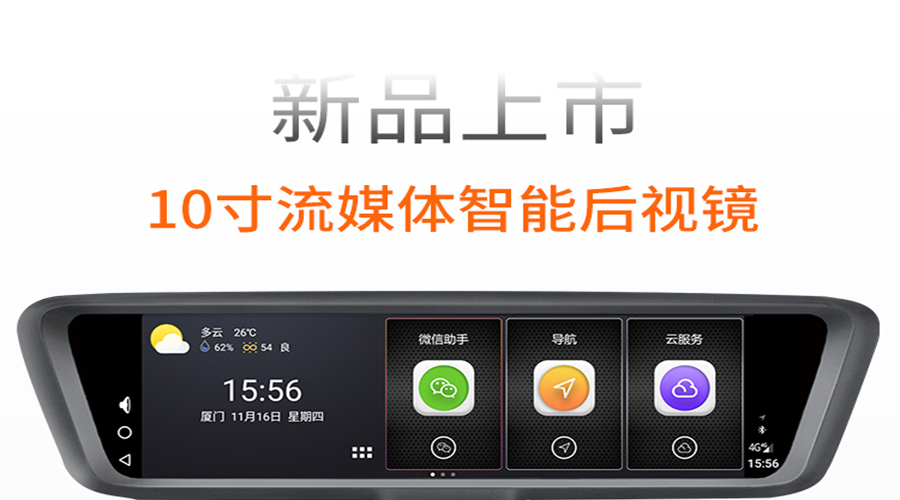 新品上市
10寸流媒体智能后视镜
多云 26℃
62% 54 良
15:56
厦门 11月16日 星期四
微信助手
导航
云服务
4G
15:56